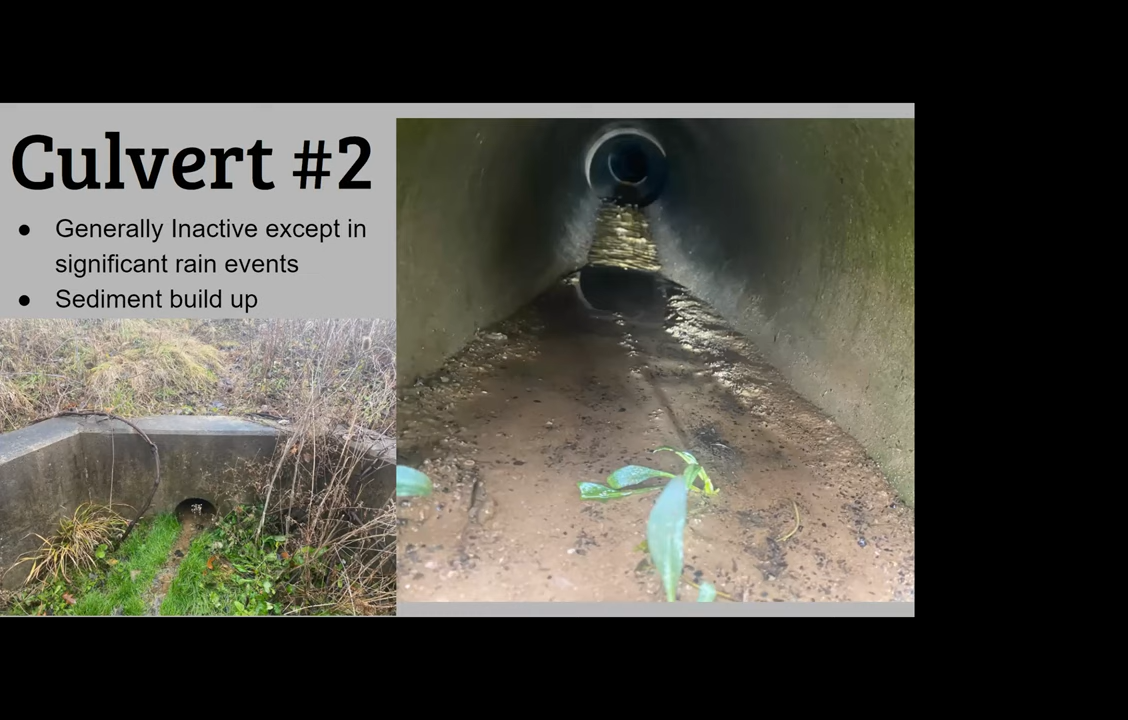 Culvert #2
● Generally Inactive except in
significant rain events
● Sediment build up